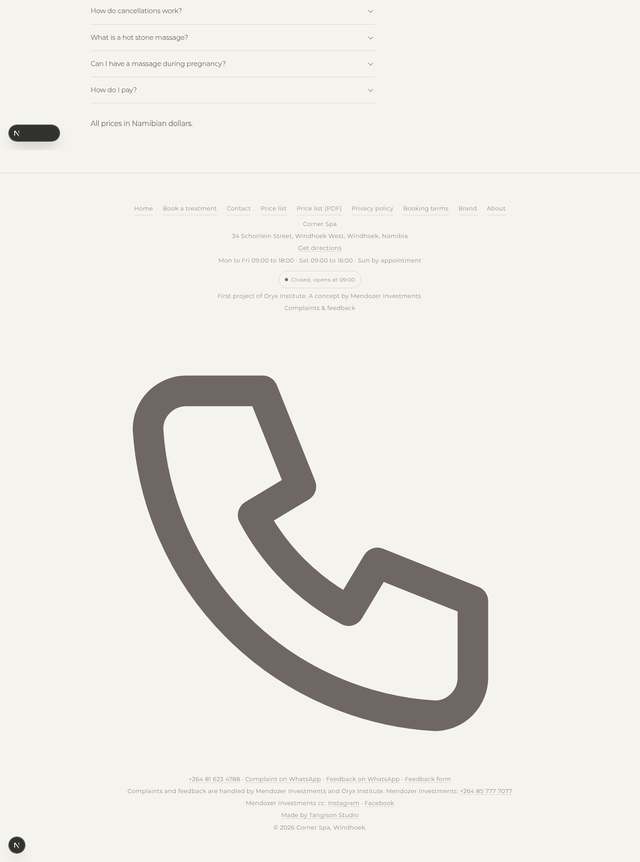 How do cancellations work?
What is a hot stone massage?
Can I have a massage during pregnancy?
How do I pay?
All prices in Namibian dollars.
N
Home Book a treatment Contact Price list Price list (PDF) Privacy policy Booking terms Brand About
Corner Spa
34 Schonlein Street, Windhoek West, Windhoek, Namibia
Get directions
Mon to Fri 09:00 to 18:00 · Sat 09:00 to 16:00 · Sun by appointment
Closed, opens at 09:00
First project of Oryx Institute. A concept by Mendozer Investments
Complaints & feedback
+264 81 623 4788 · Complaint on WhatsApp · Feedback on WhatsApp · Feedback form
Complaints and feedback are handled by Mendozer Investments and Oryx Institute. Mendozer Investments: +264 85 777 7077
Mendozer Investments cc: Instagram · Facebook
Made by Tangison Studio
© 2026 Corner Spa, Windhoek
N